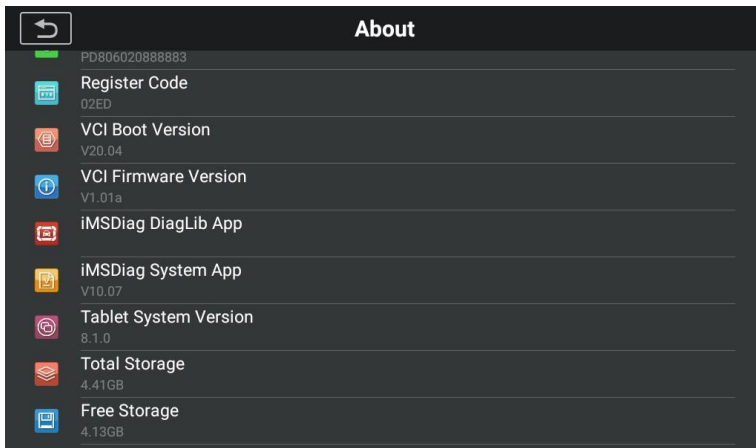 About
PD806020888883
Register Code
02ED
VCI Boot Version
V20.04
VCI Firmware Version
V1.01a
iMSDiag DiagLib App
iMSDiag System App
V10.07
Tablet System Version
8.1.0
Total Storage
4.41GB
Free Storage
4.13GB